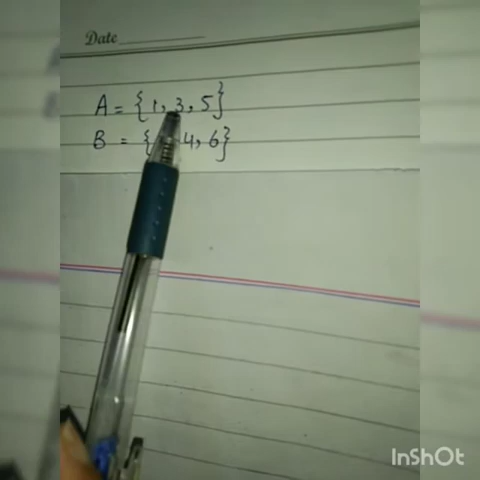 Date
A = {1, 3, 5}
B = { 4, 6}
InShOt